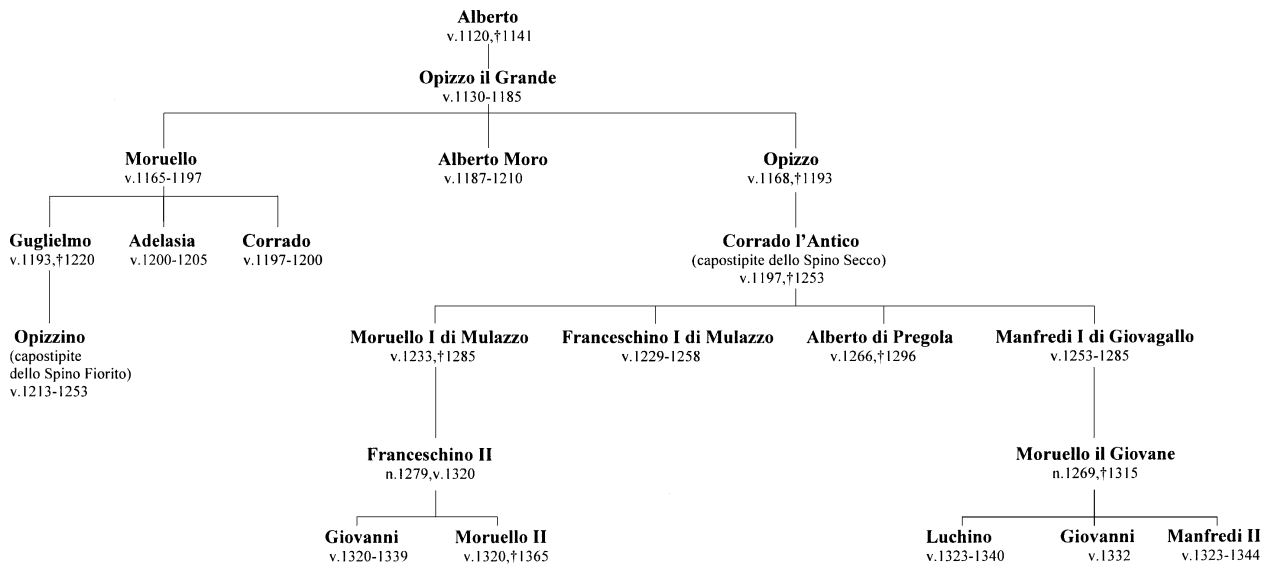 Alberto
v.1120,†1141
Opizzo il Grande
v.1130-1185
Moruello
v.1165-1197
Alberto Moro
v.1187-1210
Opizzo
v.1168,†1193
Guglielmo
v.1193,†1220
Adelasia
v.1200-1205
Corrado
v.1197-1200
Corrado l'Antico
(capostipite dello Spino Secco)
v.1197,†1253
Opizzino
(capostipite
dello Spino Fiorito)
v.1213-1253
Moruello I di Mulazzo
v.1233,†1285
Franceschino I di Mulazzo
v.1229-1258
Alberto di Pregola
v.1266,†1296
Manfredi I di Giovagallo
v.1253-1285
Franceschino II
n.1279,v.1320
Moruello il Giovane
n.1269,†1315
Giovanni
v.1320-1339
Moruello II
v.1320,†1365
Luchino
v.1323-1340
Giovanni
v.1332
Manfredi II
v.1323-1344